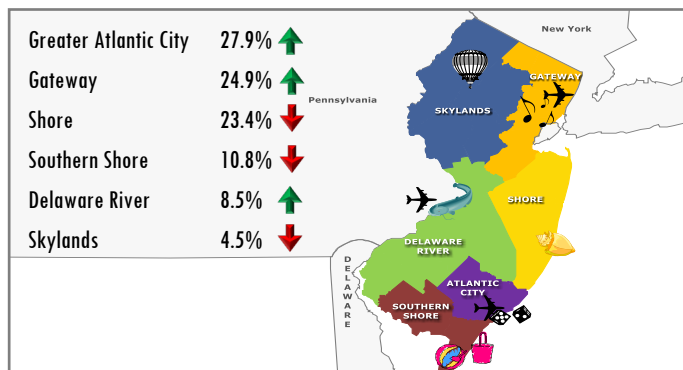 Greater Atlantic City 27.9%
Gateway 24.9%
Shore 23.4%
Southern Shore 10.8%
Delaware River 8.5%
Skylands 4.5%
New York
Pennsylvania
GATEWAY
SKYLANDS
SHORE
DELAWARE
RIVER
ATLANTIC
CITY
SOUTHERN
SHORE
DELAWARE